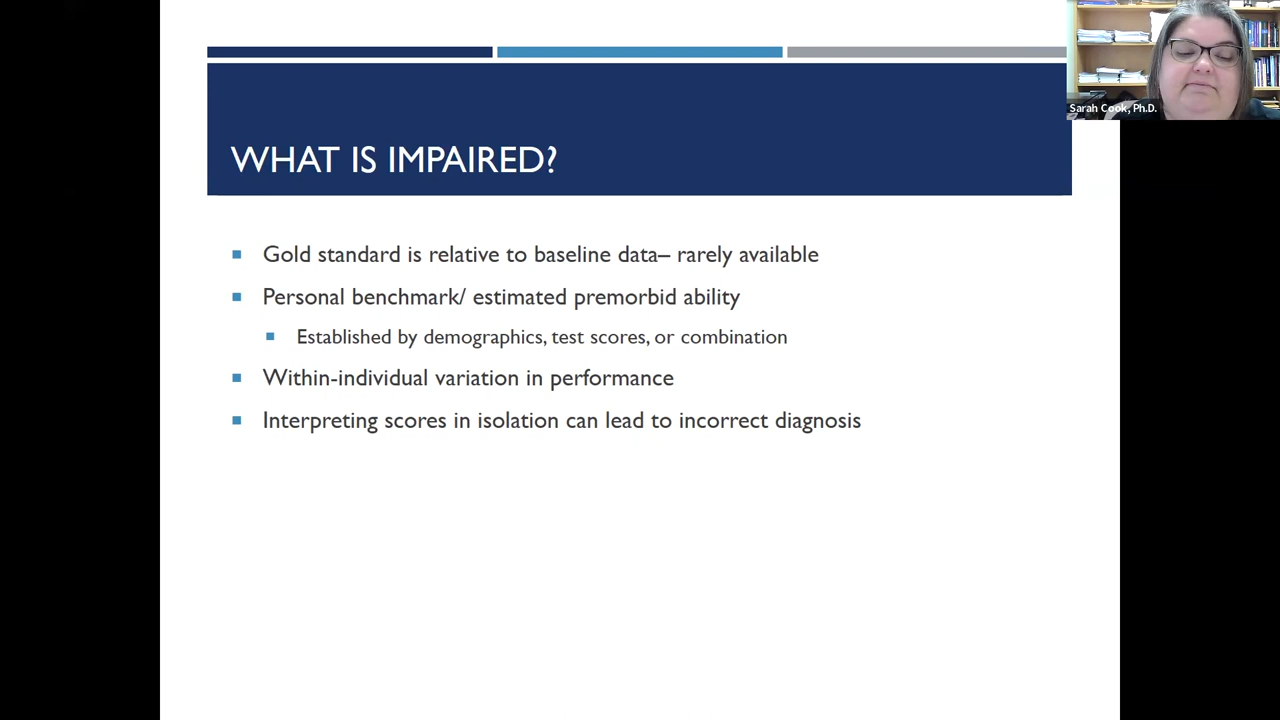 Sarah Cook, Ph.D.
WHAT IS IMPAIRED?
Gold standard is relative to baseline data– rarely available
Personal benchmark/ estimated premorbid ability
Established by demographics, test scores, or combination
Within-individual variation in performance
Interpreting scores in isolation can lead to incorrect diagnosis